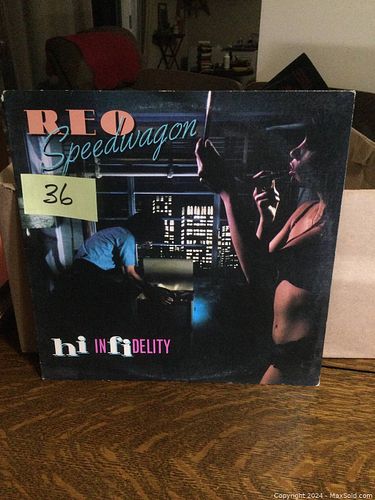 REO
Speedwagon
36
hi INfiDELITY
Copyright 2024 - MaxSold.com